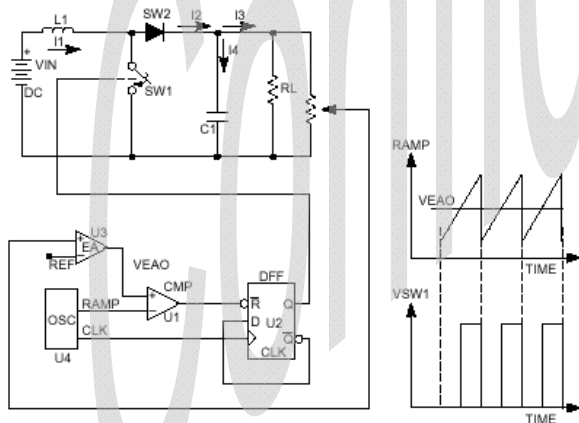 L1
SW2
I2
I3
I1
I4
VIN
DC
SW1
RL
C1
RAMP
VEAO
TIME
U3
EA
REF
VEAO
DFF
CMP
R
Q
D
U2
Q
CLK
OSC
RAMP
CLK
U1
U4
VSW1
TIME